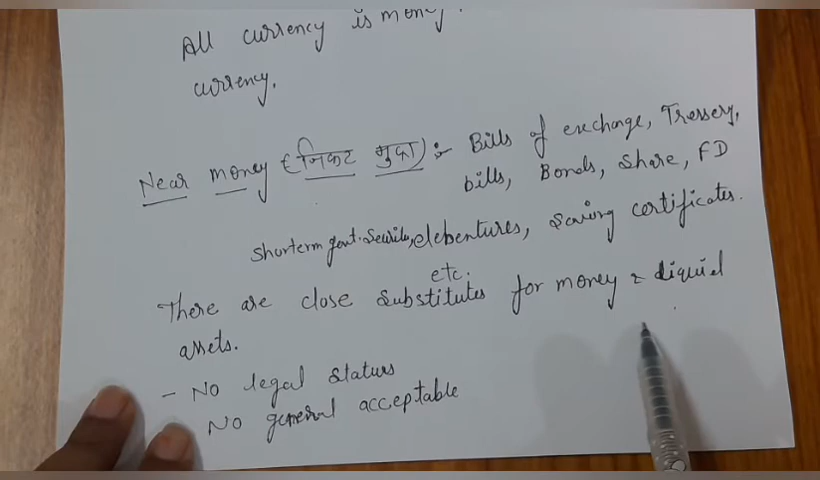 All currency is money.
currency.
Near money (निकट मुद्रा) :- Bills of exchange, Tressery,
bills, Bonds, Share, FD
Shorterm govt. Security, debentures, Saving certificates.
etc.
There are close substitutes for money & liquid
assets.
- No legal status
No general acceptable